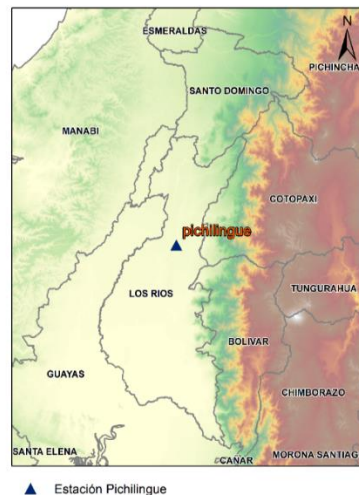 ESMERALDAS
N
PICHINCHA
SANTO DOMINGO
MANABI
COTOPAXI
pichilingue
TUNGURAHUA
LOS RIOS
BOLIVAR
GUAYAS
CHIMBORAZO
SANTA ELENA
CAÑAR
MORONA SANTIAG
Estación Pichilingue